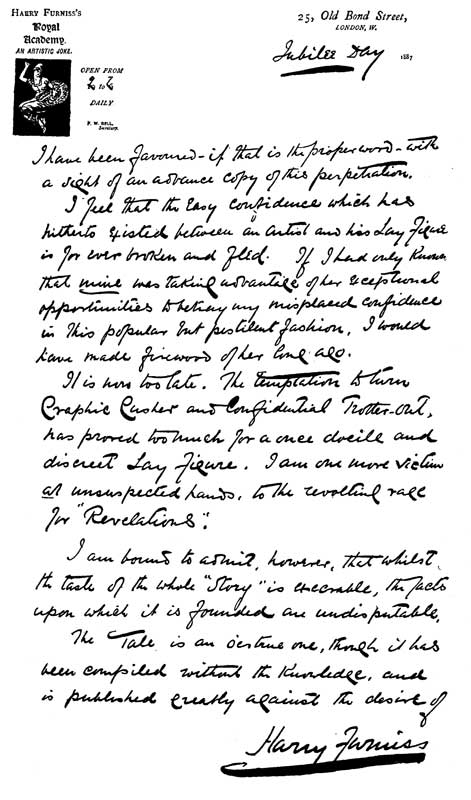 HARRY FURNISS'S
Royal
Academy.
AN ARTISTIC JOKE.
OPEN FROM
to
DAILY
F. W. BELL,
Secretary.
25, Old Bond Street,
LONDON, W.
Jubilee Day 1887
I have been favoured – if that is the proper word – with
a sight of an advance copy of this perpetration.
I feel that the Easy confidence which has
hitherto existed between an Artist and his Lay Figure
is for ever broken and fled. If I had only known
that mine was taking advantage of her exceptional
opportunities to betray my misplaced confidence
in this popular but pestilent fashion, I would
have made firewood of her long ago.
It is now too late. The temptation to turn
Graphic Gusher and Confidential Trotter-out,
has proved too much for a once docile and
discreet Lay Figure. I am one more victim
at unsuspected hands, to the revolting rage
for "Revelations".
I am bound to admit, however, that whilst
the taste of the whole "Story" is execrable, the facts
upon which it is founded are undisputable.
The Tale is an o'ertrue one, though it has
been compiled without the knowledge, and
is published greatly against the desire of
Harry Furniss